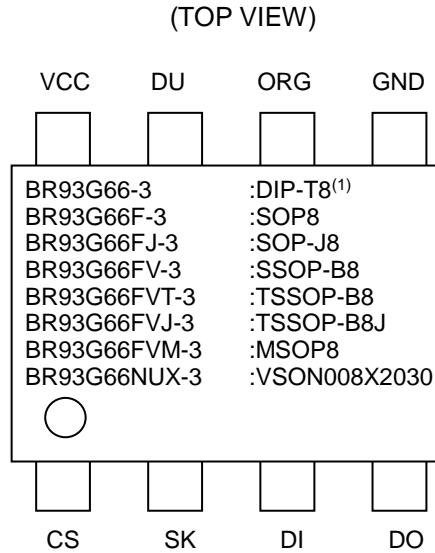 (TOP VIEW)
VCC DU ORG GND
BR93G66-3 :DIP-T8(1)
BR93G66F-3 :SOP8
BR93G66FJ-3 :SOP-J8
BR93G66FV-3 :SSOP-B8
BR93G66FVT-3 :TSSOP-B8
BR93G66FVJ-3 :TSSOP-B8J
BR93G66FVM-3 :MSOP8
BR93G66NUX-3 :VSON008X2030
CS SK DI DO